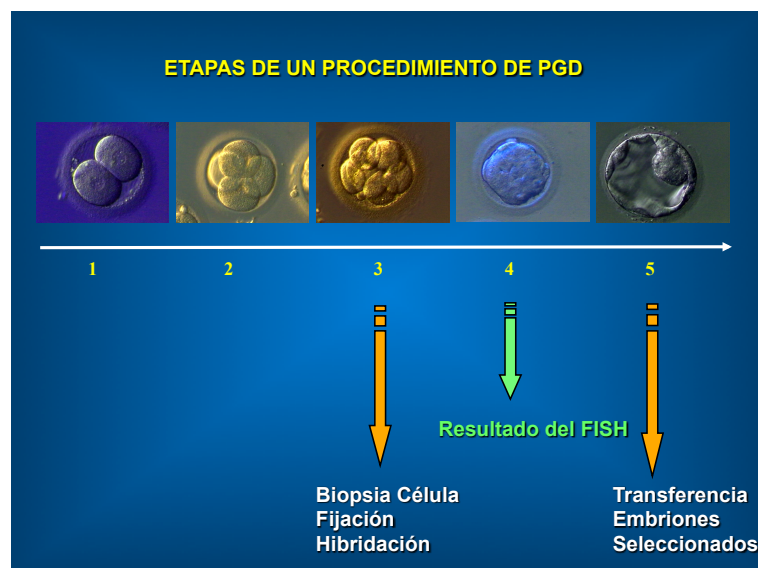 ETAPAS DE UN PROCEDIMIENTO DE PGD
1 2 3 4 5
Resultado del FISH
Biopsia Célula
Fijación
Hibridación
Transferencia
Embriones
Seleccionados